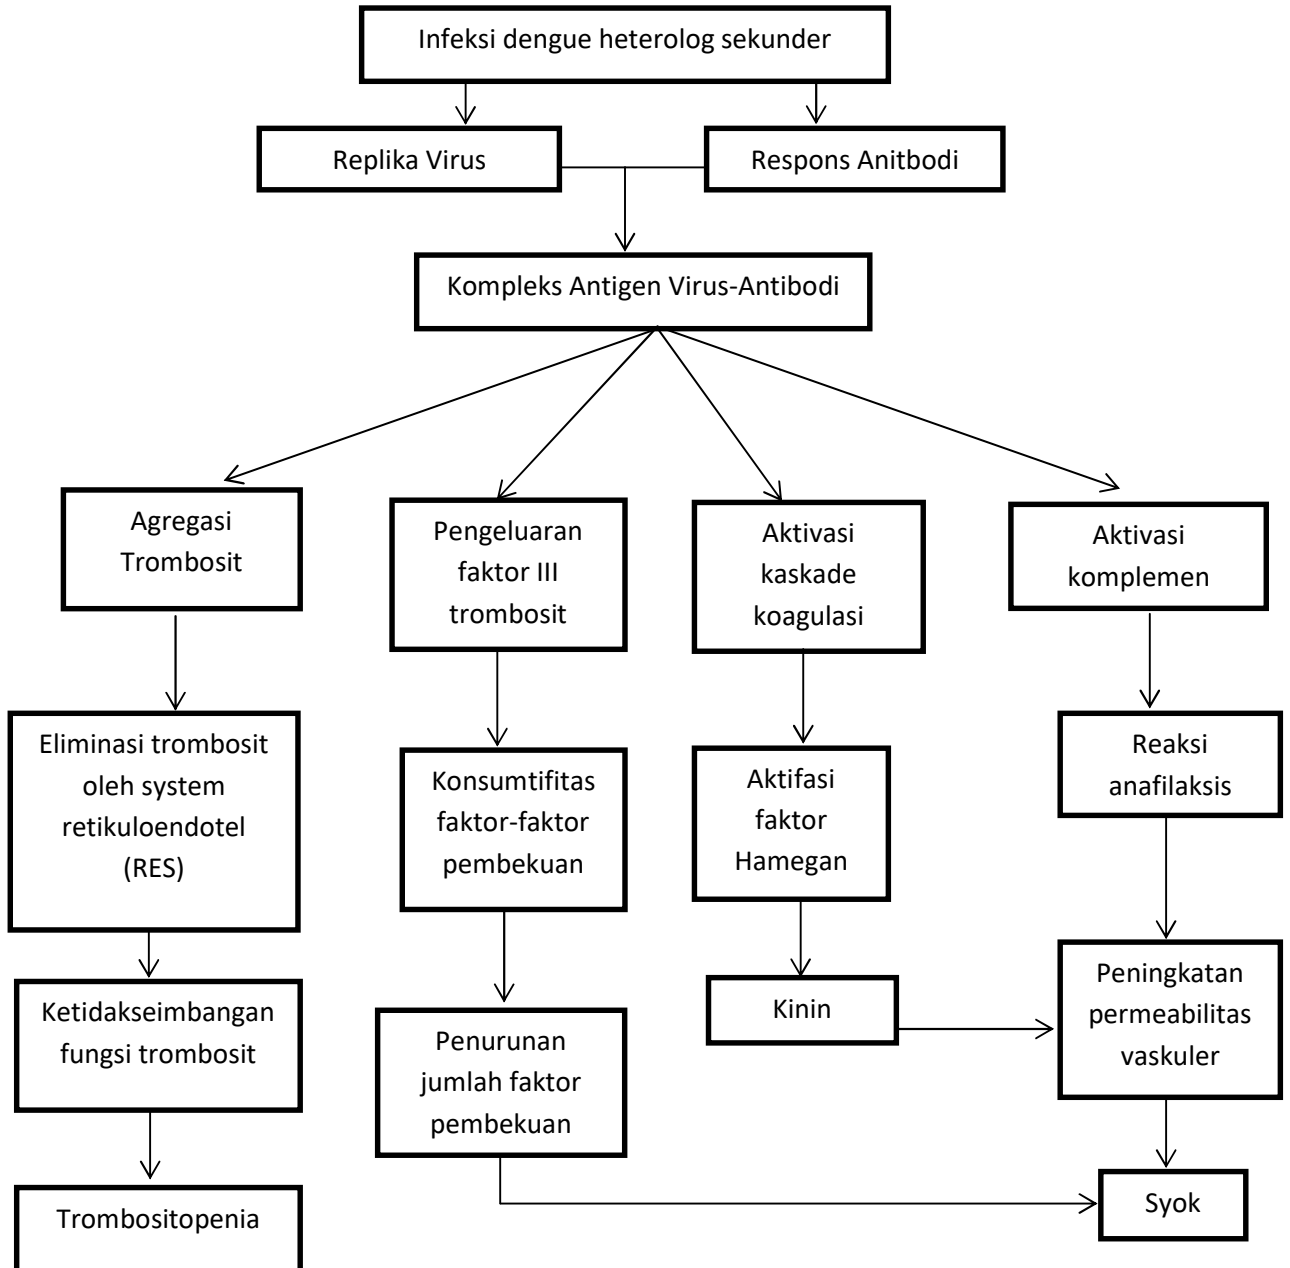 Infeksi dengue heterolog sekunder
Replika Virus
Respons Anitbodi
Kompleks Antigen Virus-Antibodi
Agregasi
Trombosit
Pengeluaran
faktor III
trombosit
Aktivasi
kaskade
koagulasi
Aktivasi
komplemen
Eliminasi trombosit
oleh system
retikuloendotel
(RES)
Konsumtifitas
faktor-faktor
pembekuan
Aktifasi
faktor
Hamegan
Reaksi
anafilaksis
Ketidakseimbangan
fungsi trombosit
Penurunan
jumlah faktor
pembekuan
Kinin
Peningkatan
permeabilitas
vaskuler
Trombositopenia
Syok